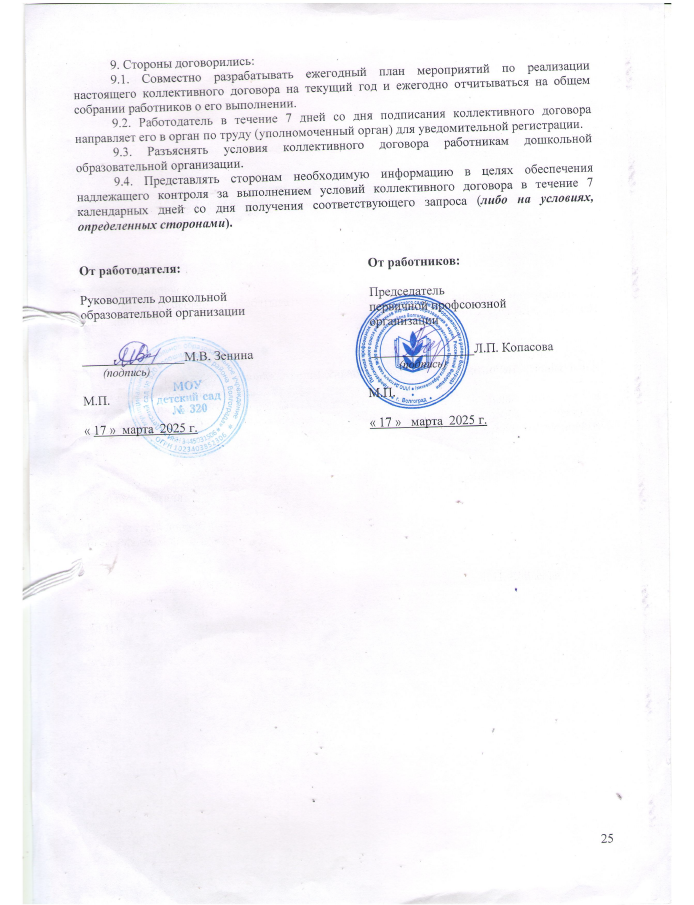 9. Стороны договорились:
9.1. Совместно разрабатывать ежегодный план мероприятий по реализации
настоящего коллективного договора на текущий год и ежегодно отчитываться на общем
собрании работников о его выполнении.
9.2. Работодатель в течение 7 дней со дня подписания коллективного договора
направляет его в орган по труду (уполномоченный орган) для уведомительной регистрации.
9.3. Разъяснять условия коллективного договора работникам дошкольной
образовательной организации.
9.4. Представлять сторонам необходимую информацию в целях обеспечения
надлежащего контроля за выполнением условий коллективного договора в течение 7
календарных дней со дня получения соответствующего запроса (либо на условиях,
определенных сторонами).
От работодателя:
Руководитель дошкольной
образовательной организации
М.В. Зенина
(подпись)
МОУ
детский сад
№ 320
М.П.
« 17 » марта 2025 г.
От работников:
Председатель
первичной профсоюзной
организации
Л.П. Копасова
(подпись)
М.П.
г. Волгоград
« 17 » марта 2025 г.
25